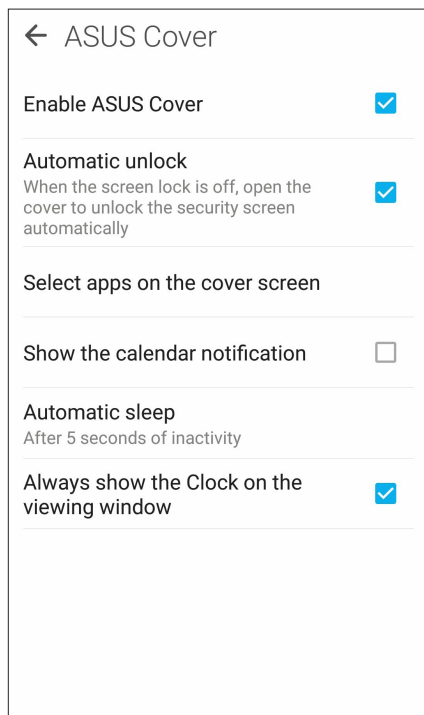 ASUS Cover
Enable ASUS Cover
Automatic unlock
When the screen lock is off, open the
cover to unlock the security screen
automatically
Select apps on the cover screen
Show the calendar notification
Automatic sleep
After 5 seconds of inactivity
Always show the Clock on the
viewing window